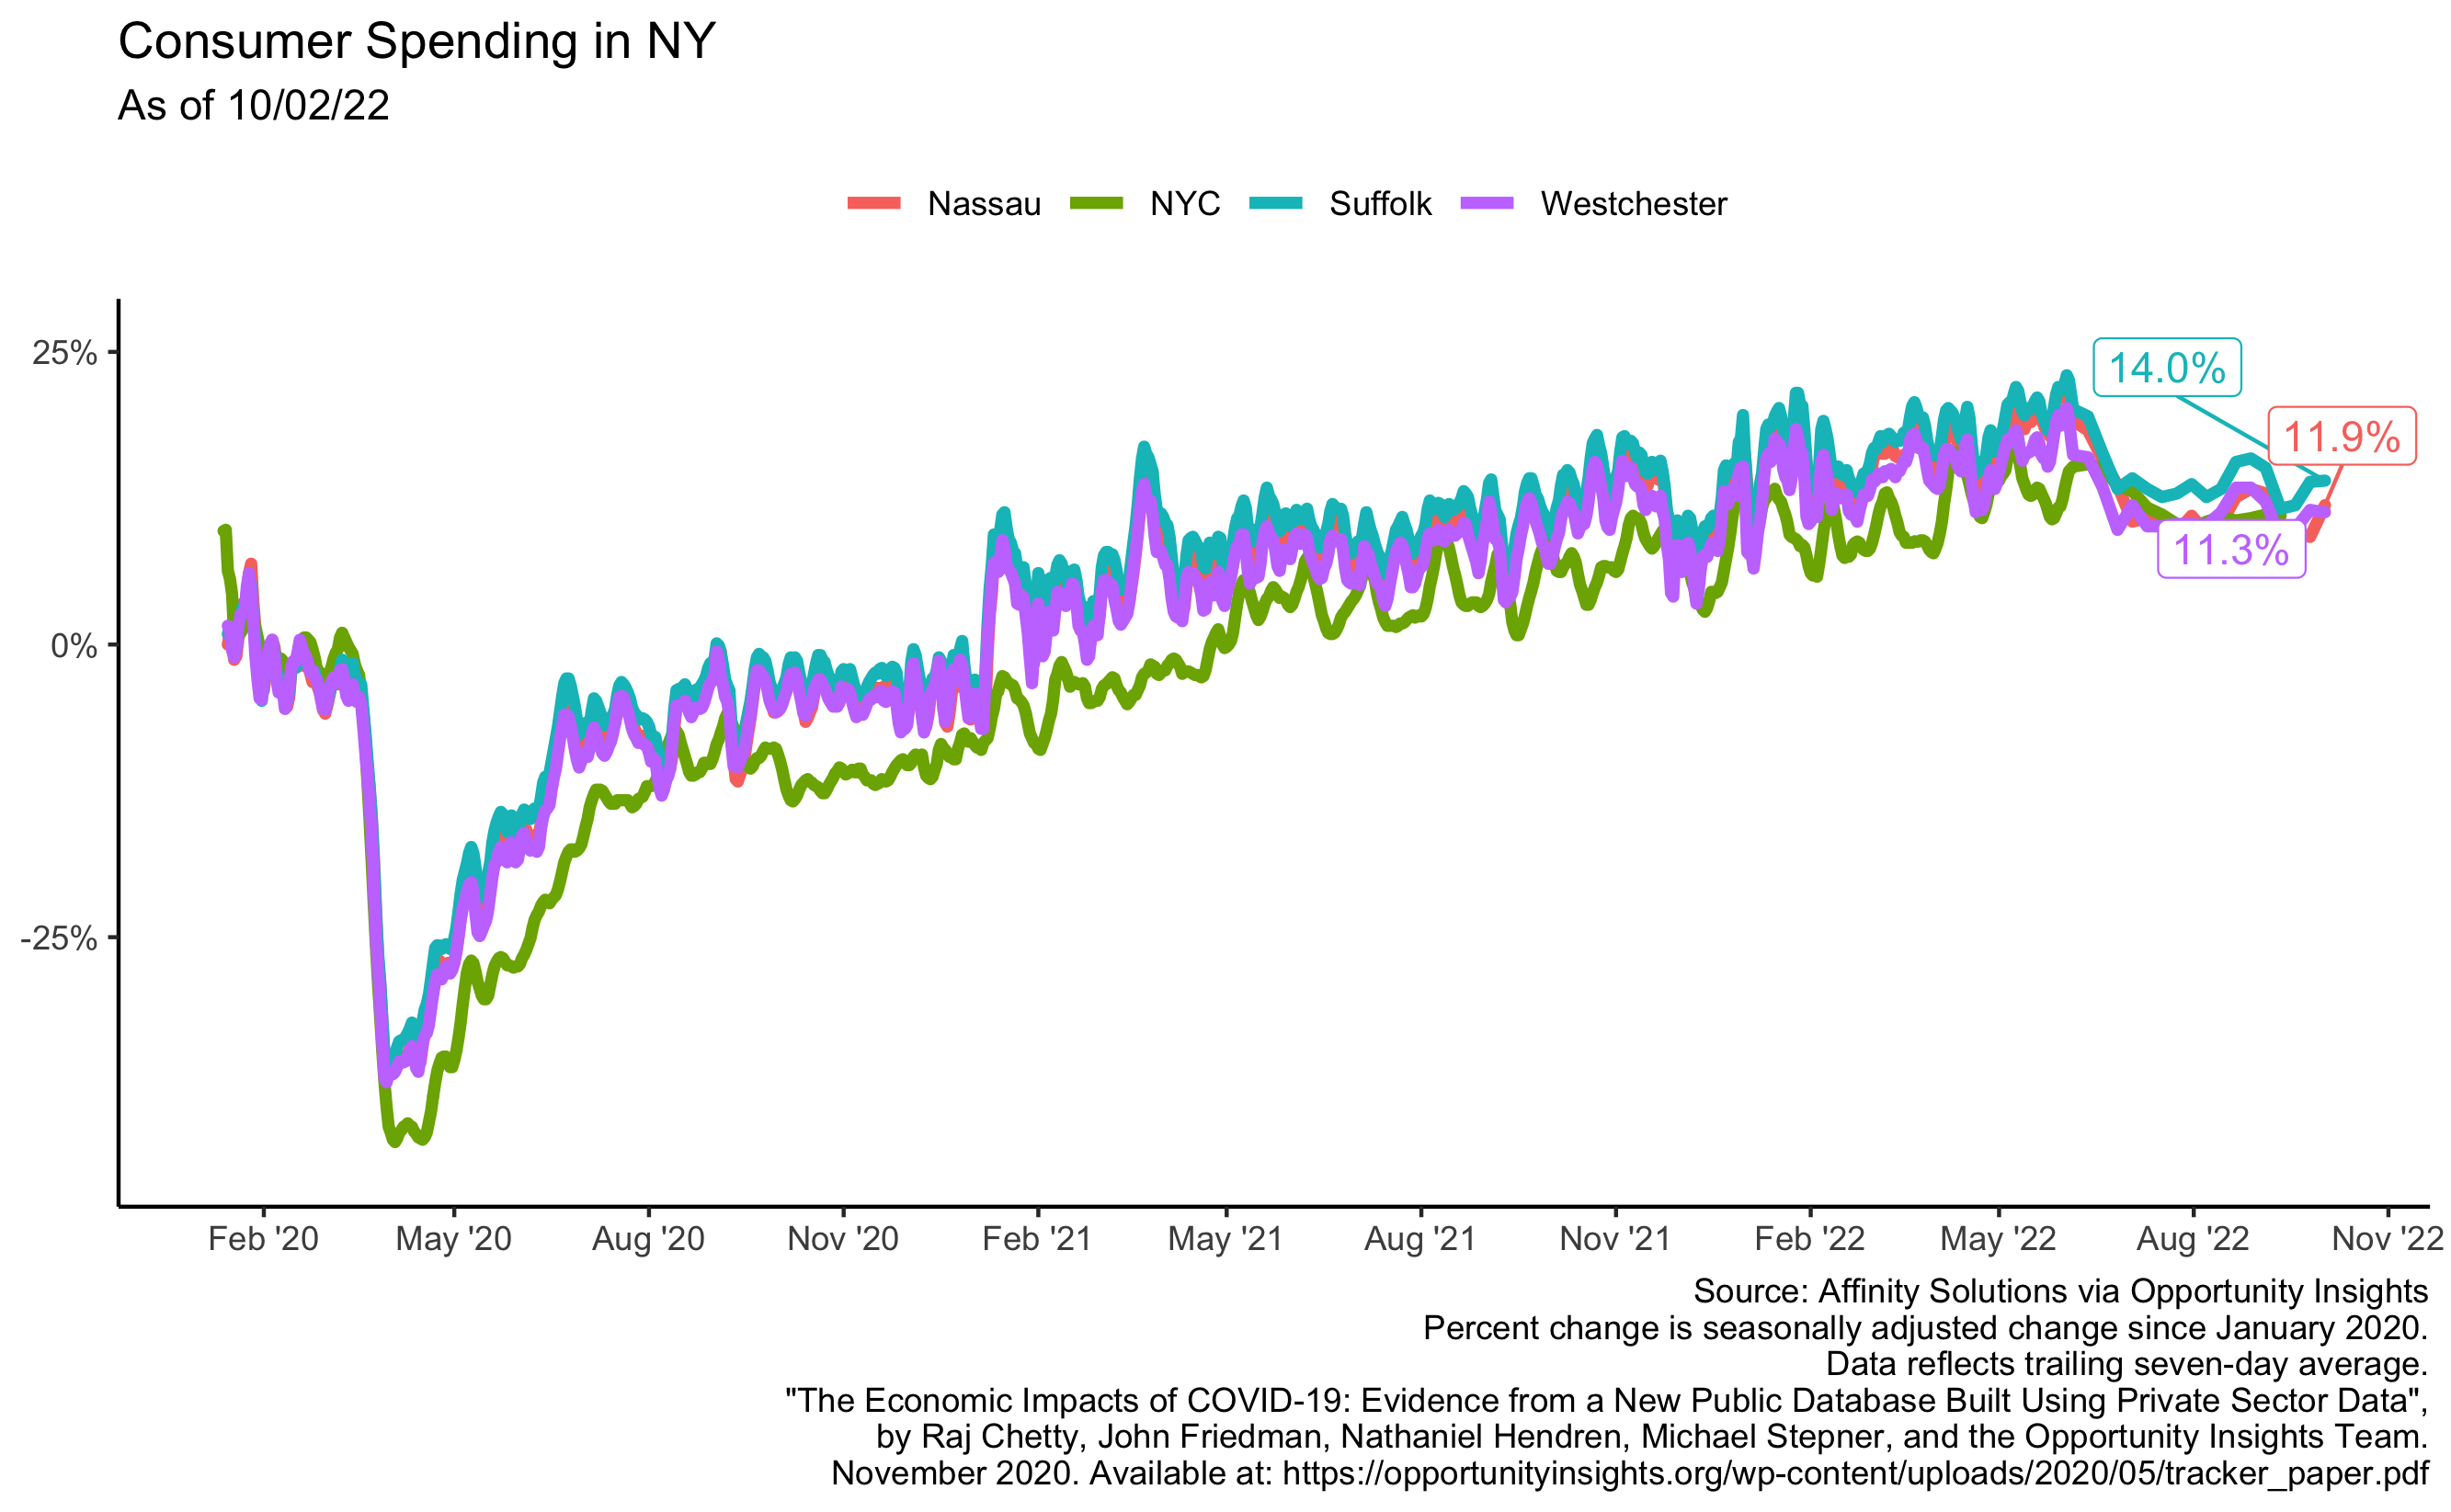 Consumer Spending in NY
As of 10/02/22
Nassau NYC Suffolk Westchester
25%
0%
-25%
14.0%
11.9%
11.3%
Feb '20 May '20 Aug '20 Nov '20 Feb '21 May '21 Aug '21 Nov '21 Feb '22 May '22 Aug '22 Nov '22
Source: Affinity Solutions via Opportunity Insights
Percent change is seasonally adjusted change since January 2020.
Data reflects trailing seven-day average.
"The Economic Impacts of COVID-19: Evidence from a New Public Database Built Using Private Sector Data",
by Raj Chetty, John Friedman, Nathaniel Hendren, Michael Stepner, and the Opportunity Insights Team.
November 2020. Available at: https://opportunityinsights.org/wp-content/uploads/2020/05/tracker_paper.pdf